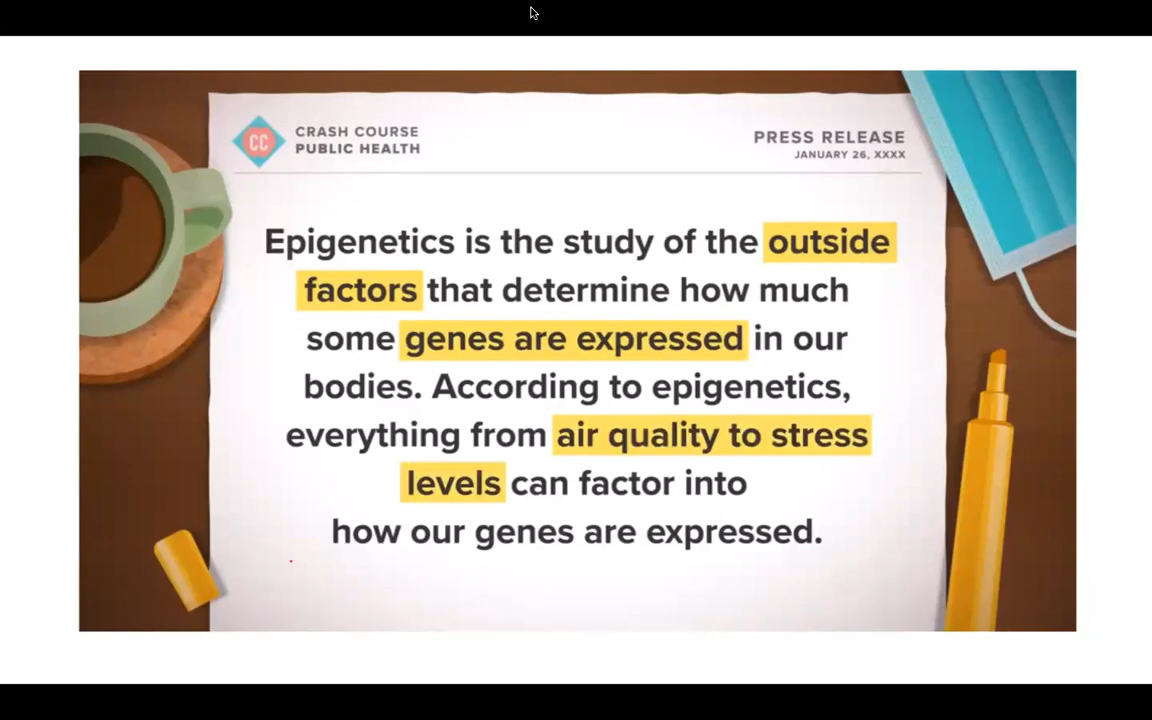 CC
CRASH COURSE
PUBLIC HEALTH
PRESS RELEASE
JANUARY 26, XXXX
Epigenetics is the study of the outside
factors that determine how much
some genes are expressed in our
bodies. According to epigenetics,
everything from air quality to stress
levels can factor into
how our genes are expressed.